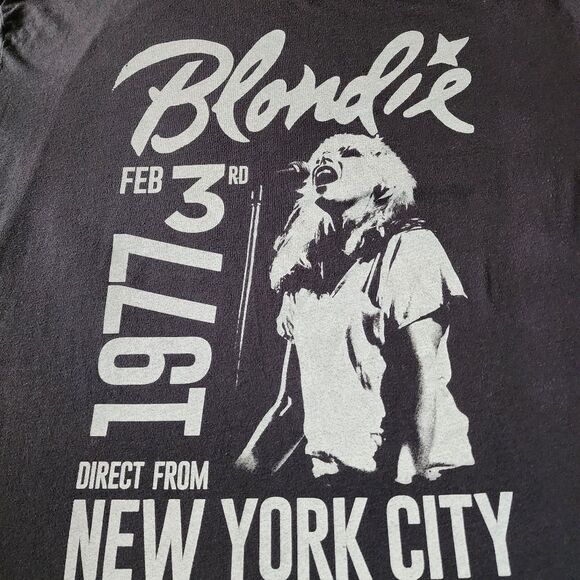 Blondie
FEB 3RD
1977
DIRECT FROM
NEW YORK CITY